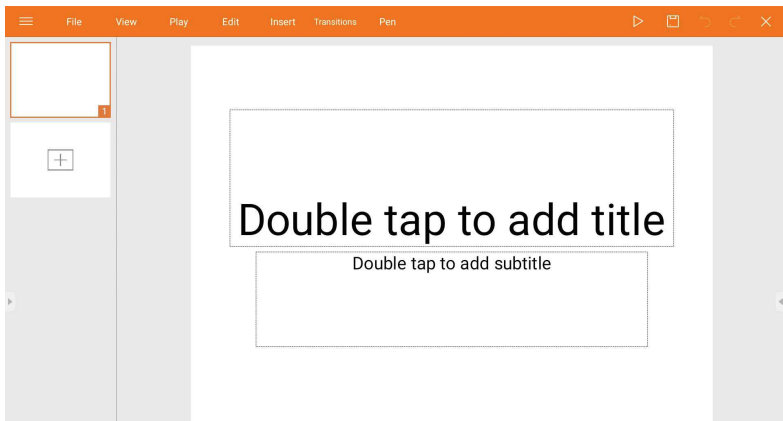 File View Play Edit Insert Transitions Pen
1
Double tap to add title
Double tap to add subtitle